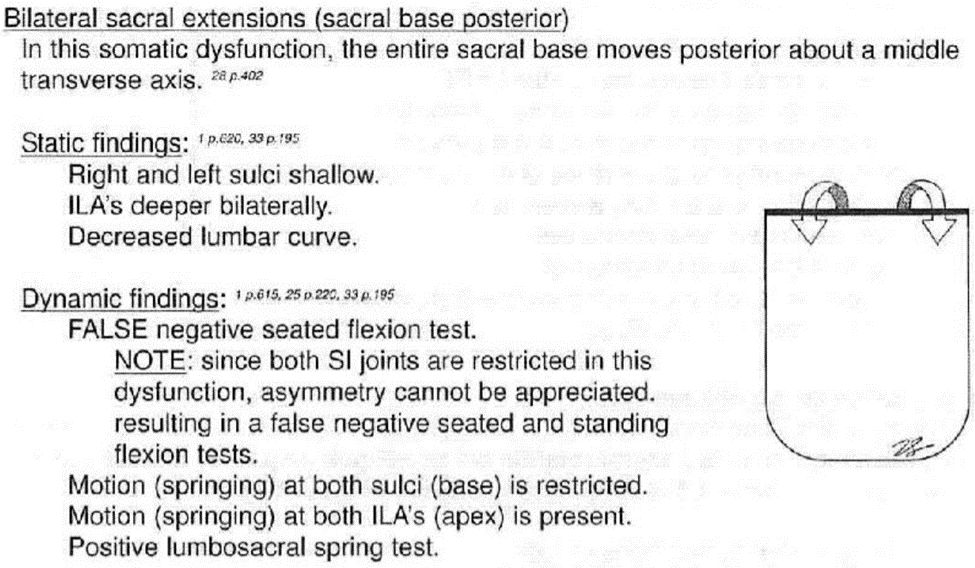 Bilateral sacral extensions (sacral base posterior)
In this somatic dysfunction, the entire sacral base moves posterior about a middle
transverse axis. 28 p.402
Static findings: 1 p.620, 33 p.195
Right and left sulci shallow.
ILA's deeper bilaterally.
Decreased lumbar curve.
Dynamic findings: 1 p.615, 25 p.220, 33 p.195
FALSE negative seated flexion test.
NOTE: since both SI joints are restricted in this
dysfunction, asymmetry cannot be appreciated.
resulting in a false negative seated and standing
flexion tests.
Motion (springing) at both sulci (base) is restricted.
Motion (springing) at both ILA's (apex) is present.
Positive lumbosacral spring test.